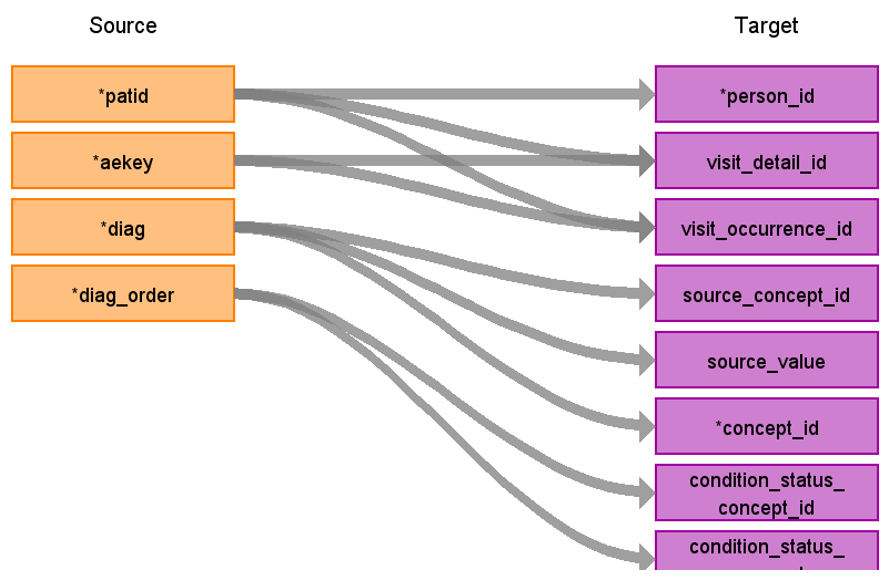 Source
Target
*patid
*person_id
*aekey
visit_detail_id
*diag
visit_occurrence_id
*diag_order
source_concept_id
source_value
*concept_id
condition_status_
concept_id
condition_status_